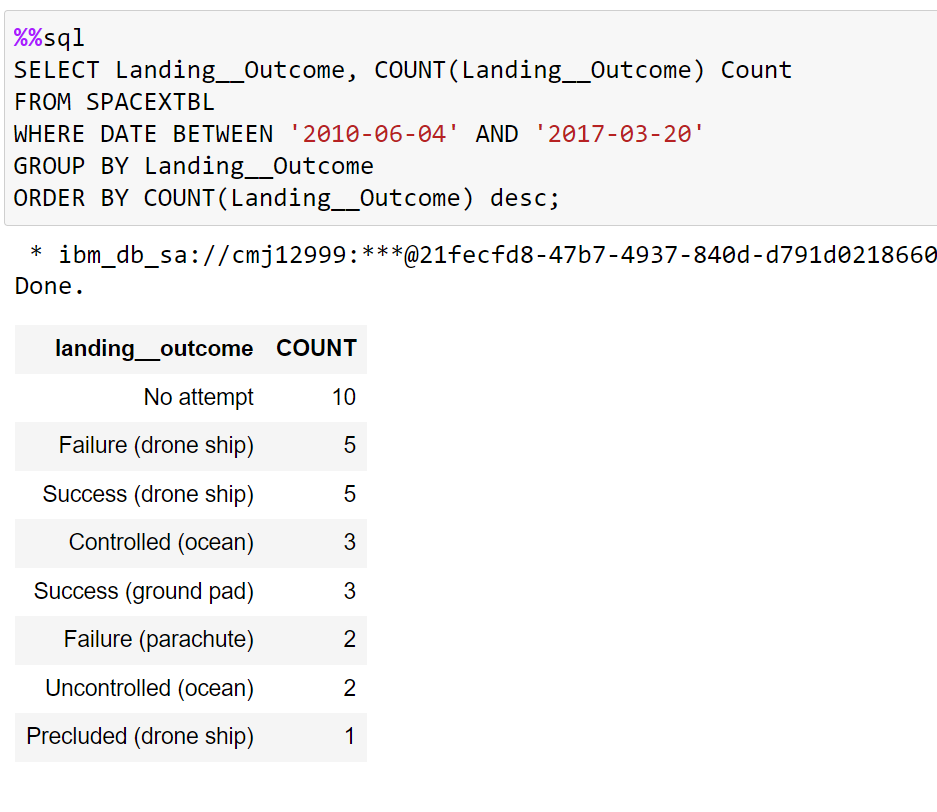 %%sql
SELECT Landing__Outcome, COUNT(Landing__Outcome) Count
FROM SPACEXTBL
WHERE DATE BETWEEN '2010-06-04' AND '2017-03-20'
GROUP BY Landing__Outcome
ORDER BY COUNT(Landing__Outcome) desc;
* ibm_db_sa://cmj12999:***@21fecfd8-47b7-4937-840d-d791d0218660
Done.
landing__outcome COUNT
No attempt 10
Failure (drone ship) 5
Success (drone ship) 5
Controlled (ocean) 3
Success (ground pad) 3
Failure (parachute) 2
Uncontrolled (ocean) 2
Precluded (drone ship) 1